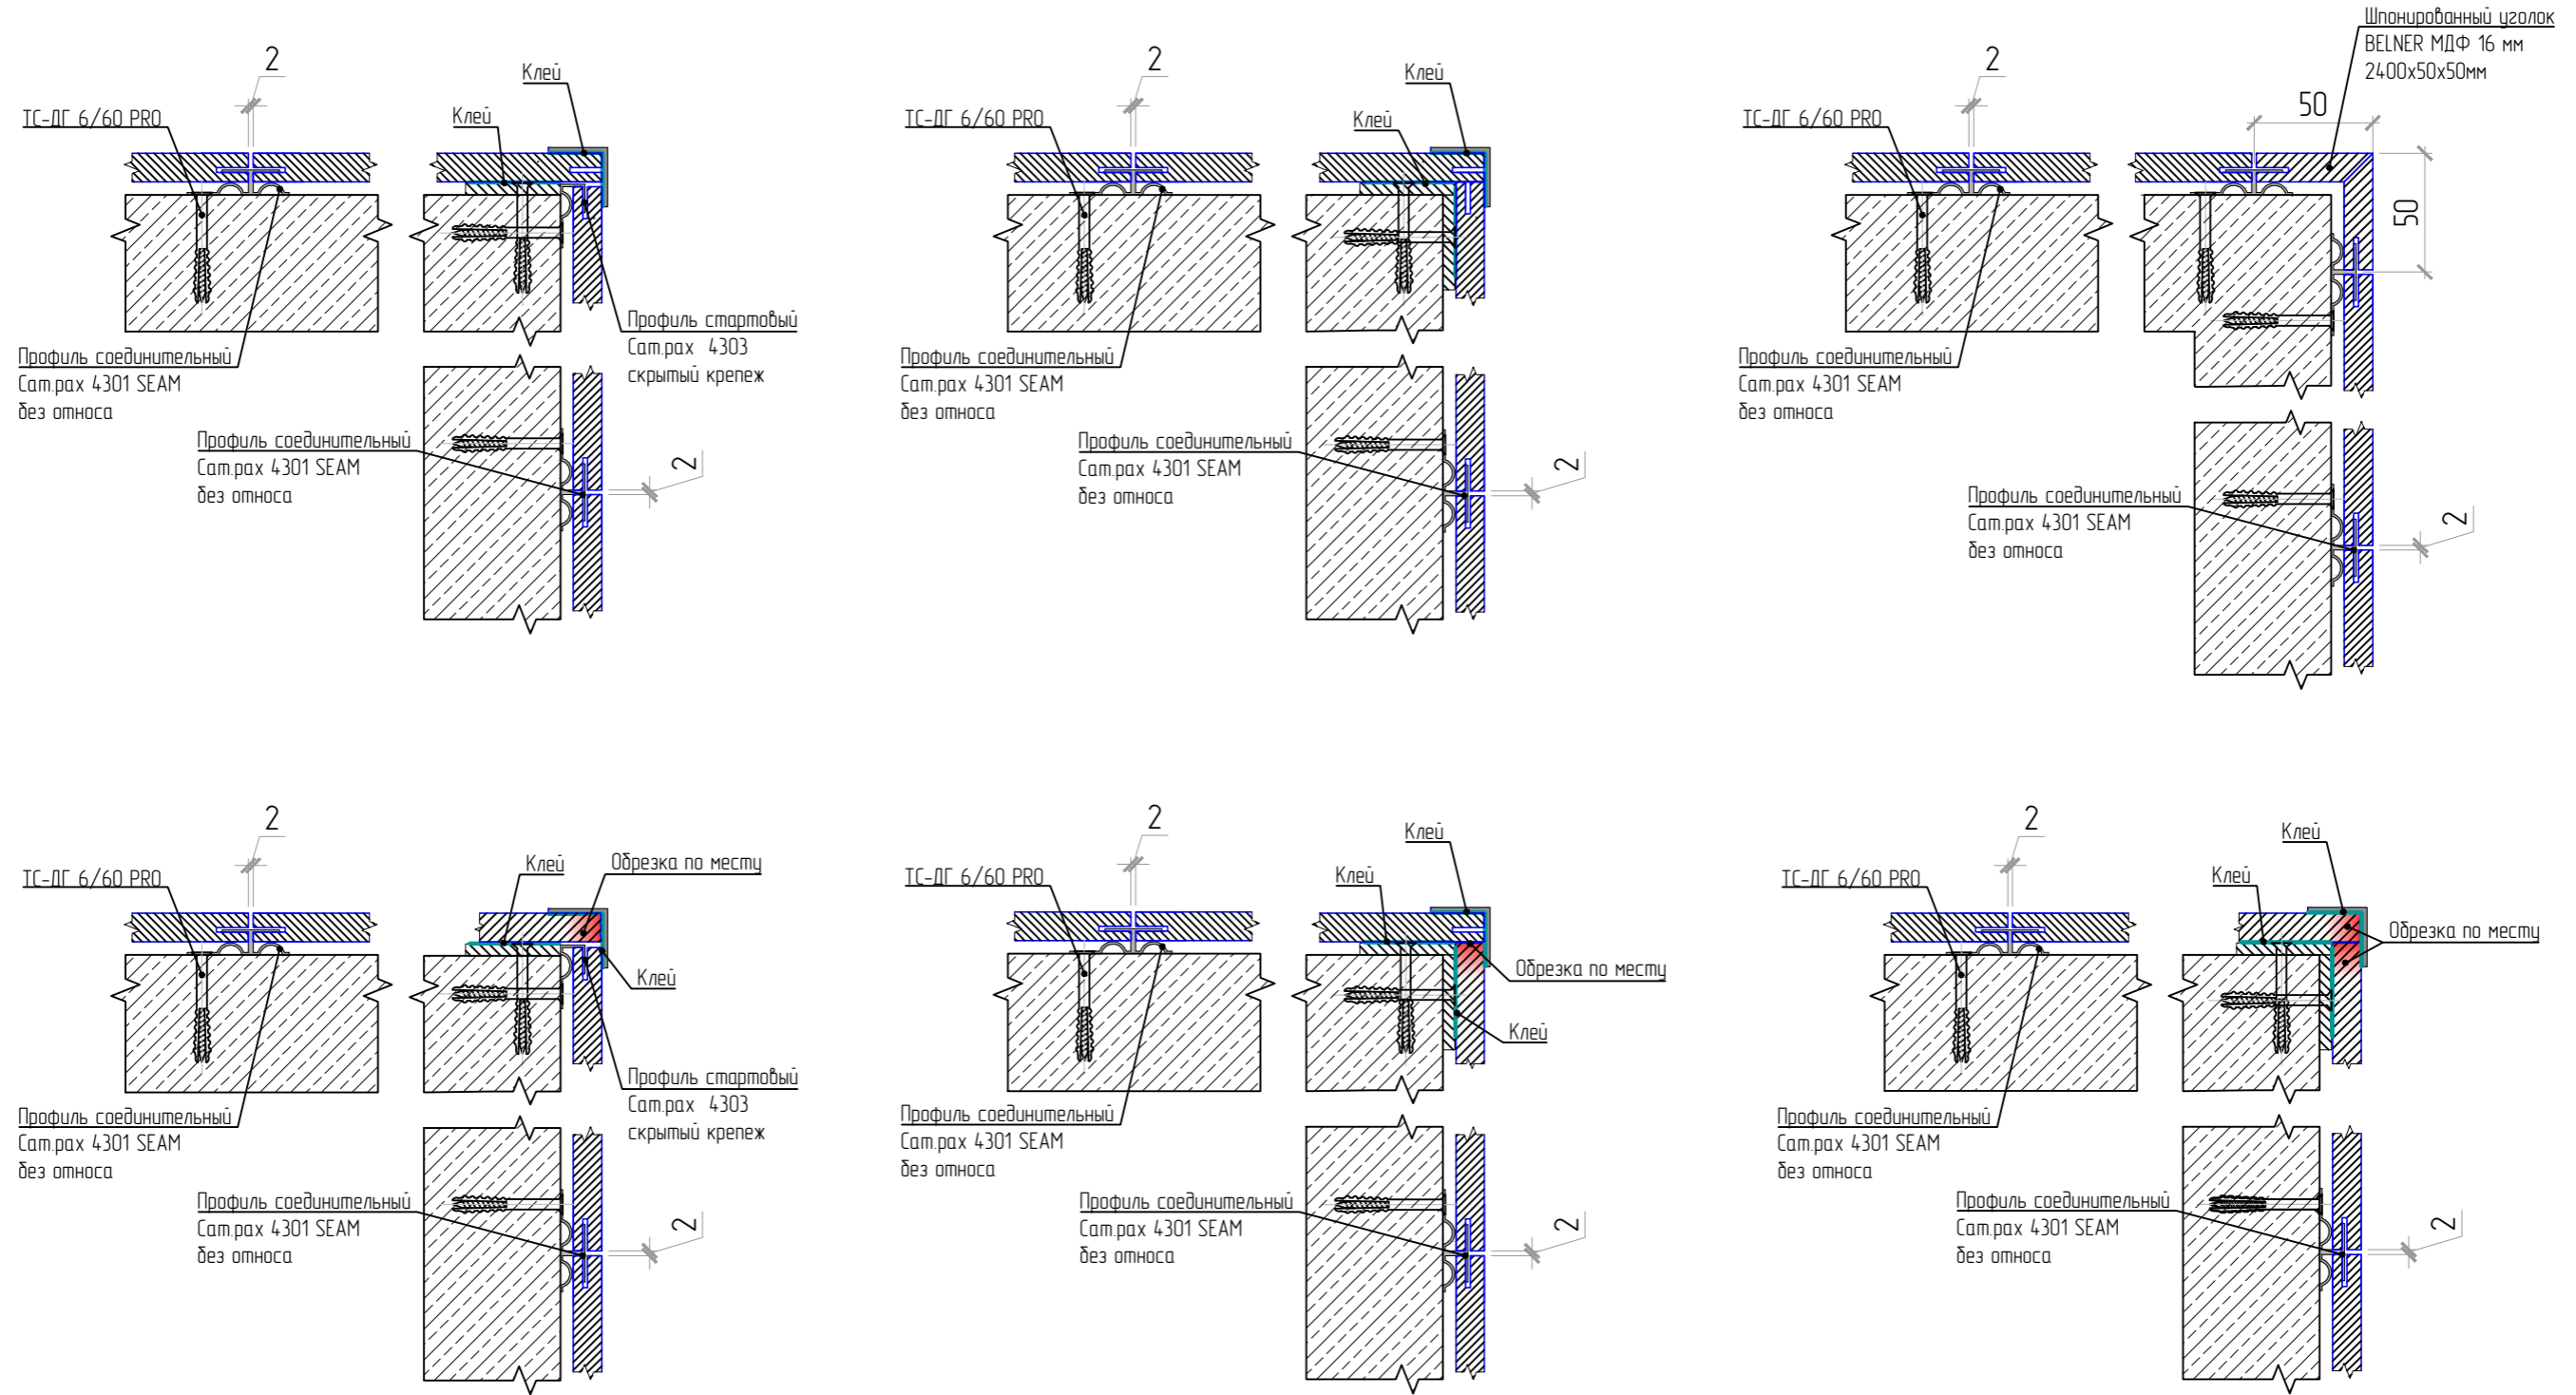 2
Клей
Клей
ТС-ДГ 6/60 PRO
Профиль стартовый
Cam.pax 4303
скрытый крепеж
Профиль соединительный
Cam.pax 4301 SEAM
без относа
Профиль соединительный
Cam.pax 4301 SEAM
без относа
2
2
Клей
Клей
ТС-ДГ 6/60 PRO
Профиль соединительный
Cam.pax 4301 SEAM
без относа
Профиль соединительный
Cam.pax 4301 SEAM
без относа
2
Шпонированный уголок
BELNER МДФ 16 мм
2400х50х50мм
2
50
ТС-ДГ 6/60 PRO
50
Профиль соединительный
Cam.pax 4301 SEAM
без относа
Профиль соединительный
Cam.pax 4301 SEAM
без относа
2
2
Клей
Обрезка по месту
ТС-ДГ 6/60 PRO
Клей
Профиль стартовый
Cam.pax 4303
скрытый крепеж
Профиль соединительный
Cam.pax 4301 SEAM
без относа
Профиль соединительный
Cam.pax 4301 SEAM
без относа
2
2
Клей
Клей
ТС-ДГ 6/60 PRO
Обрезка по месту
Клей
Профиль соединительный
Cam.pax 4301 SEAM
без относа
Профиль соединительный
Cam.pax 4301 SEAM
без относа
2
2
Клей
Клей
ТС-ДГ 6/60 PRO
Обрезка по месту
Профиль соединительный
Cam.pax 4301 SEAM
без относа
Профиль соединительный
Cam.pax 4301 SEAM
без относа
2